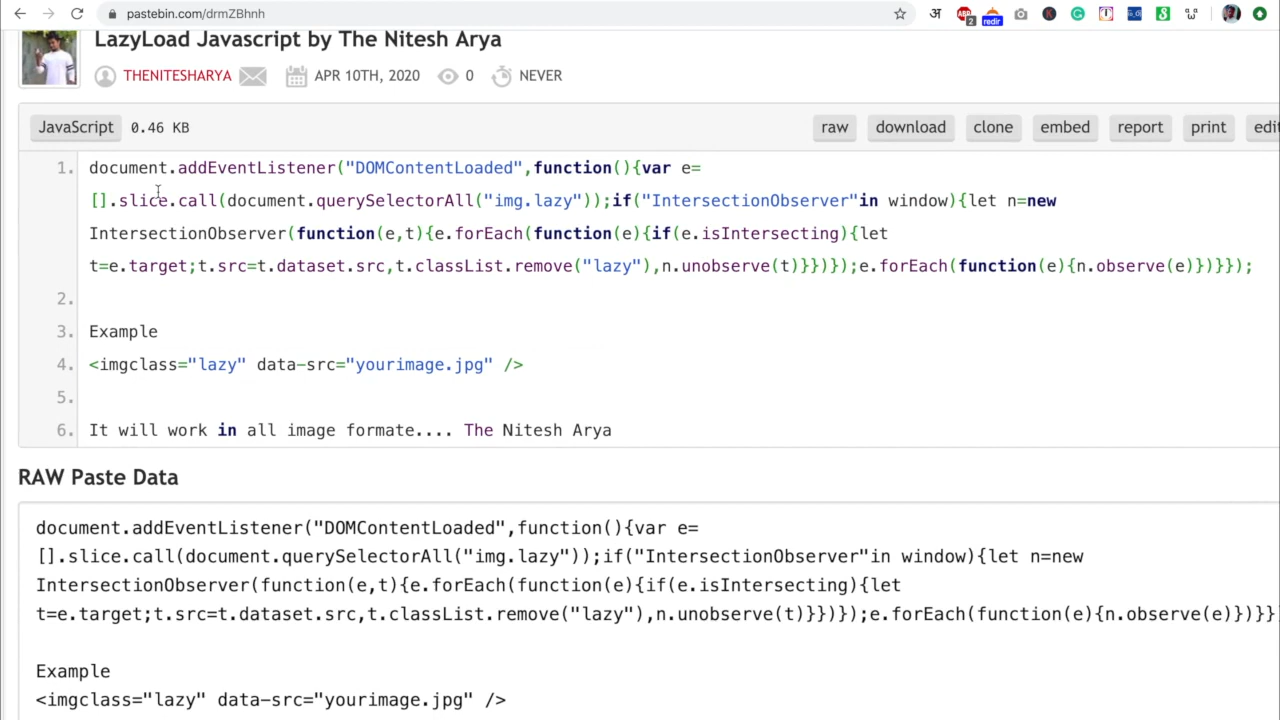 pastebin.com/drmZBhnh
अ
ABP
2
redir
LazyLoad Javascript by The Nitesh Arya
THENITESHARYA APR 10TH, 2020 0 NEVER
JavaScript 0.46 KB raw download clone embed report print edit
1. document.addEventListener("DOMContentLoaded",function(){var e=
[].slice.call(document.querySelectorAll("img.lazy"));if("IntersectionObserver"in window){let n=new
IntersectionObserver(function(e,t){e.forEach(function(e){if(e.isIntersecting){let
t=e.target;t.src=t.dataset.src,t.classList.remove("lazy"),n.unobserve(t)}})});e.forEach(function(e){n.observe(e)})}});
2.
3. Example
4. <imgclass="lazy" data-src="yourimage.jpg" />
5.
6. It will work in all image formate.... The Nitesh Arya
RAW Paste Data
document.addEventListener("DOMContentLoaded",function(){var e=
[].slice.call(document.querySelectorAll("img.lazy"));if("IntersectionObserver"in window){let n=new
IntersectionObserver(function(e,t){e.forEach(function(e){if(e.isIntersecting){let
t=e.target;t.src=t.dataset.src,t.classList.remove("lazy"),n.unobserve(t)}})});e.forEach(function(e){n.observe(e)})}}
Example
<imgclass="lazy" data-src="yourimage.jpg" />